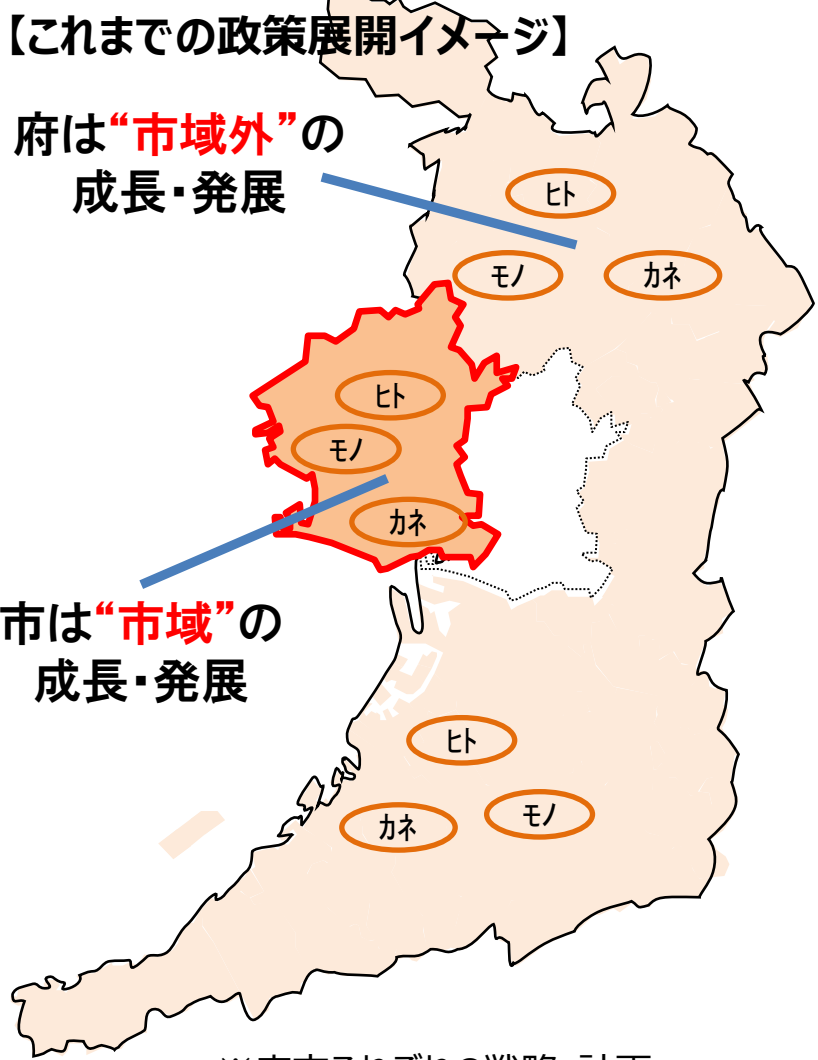 【これまでの政策展開イメージ】
府は“市域外”の
成長・発展
ヒト
モノ
カネ
ヒト
モノ
カネ
市は“市域”の
成長・発展
ヒト
カネ
モノ